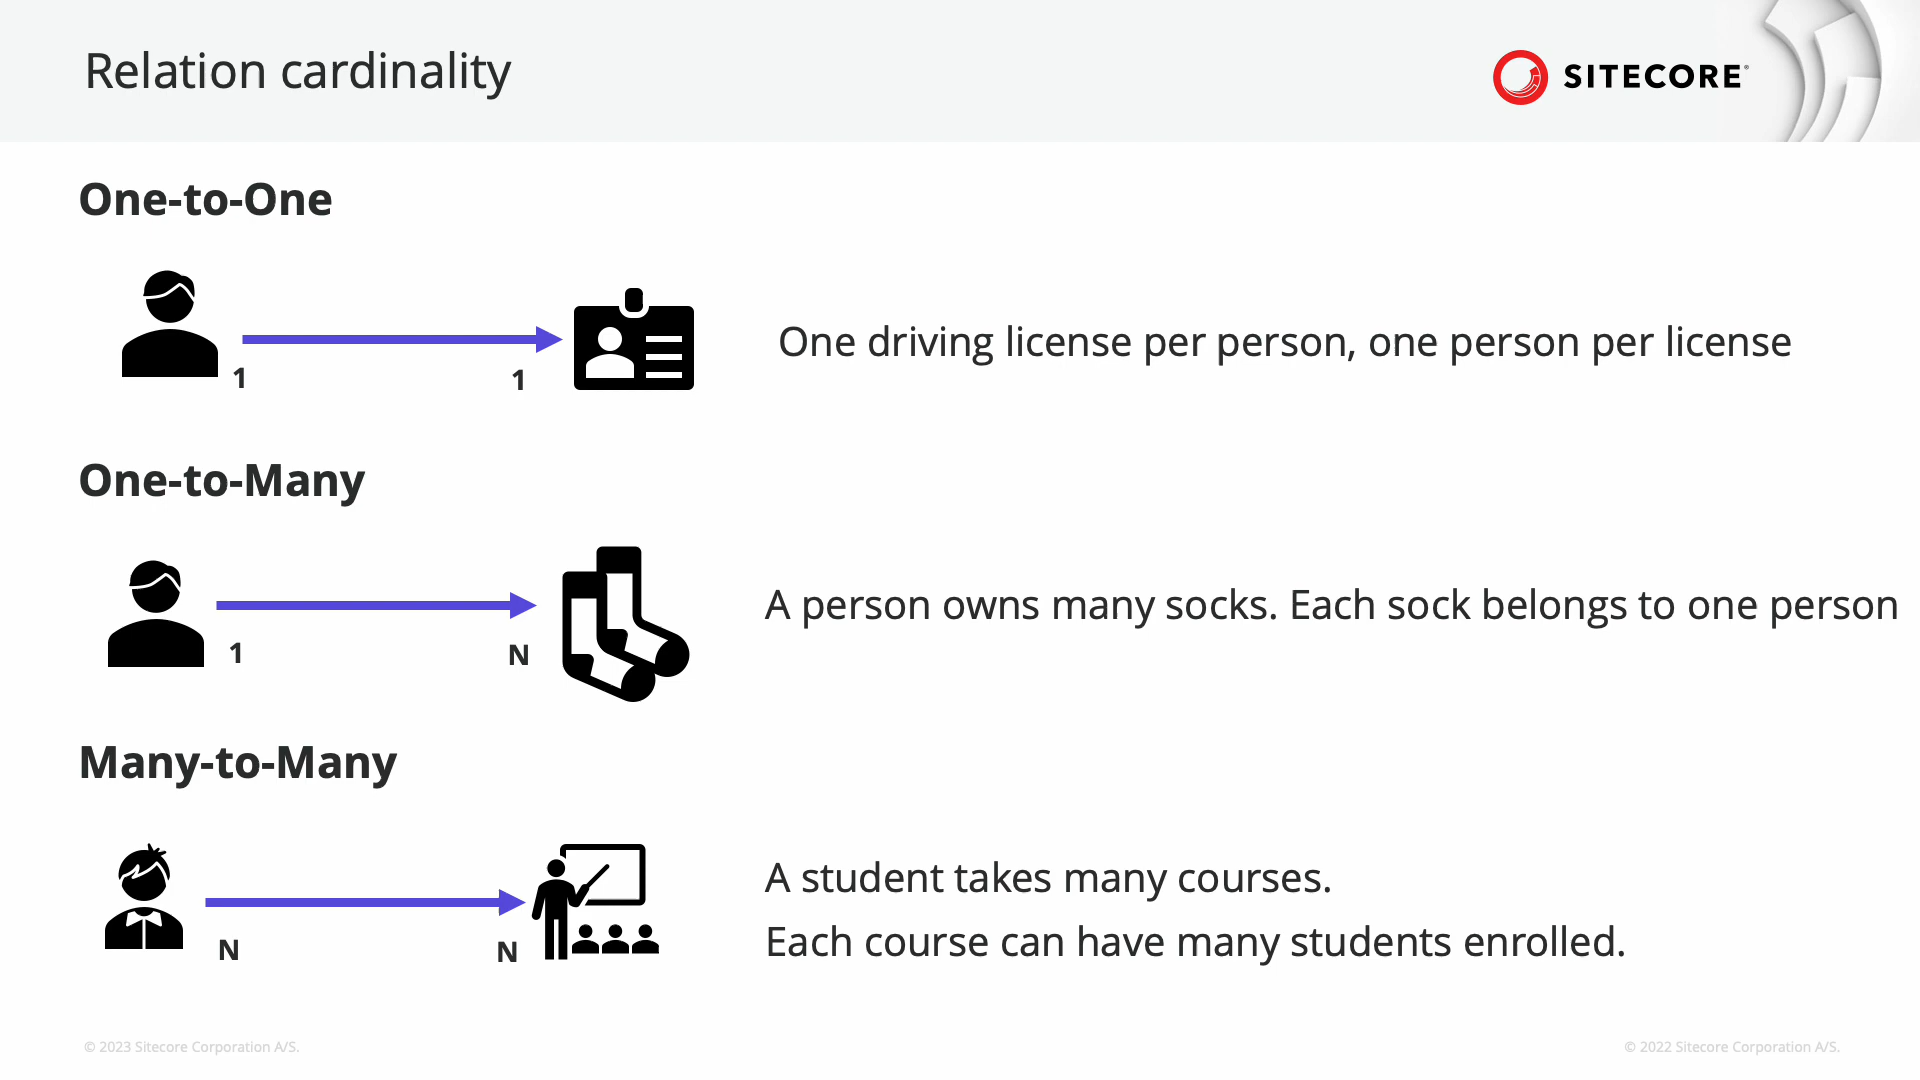 Relation cardinality
SITECORE®
One-to-One
1
1
One driving license per person, one person per license
One-to-Many
1
N
A person owns many socks. Each sock belongs to one person
Many-to-Many
N
N
A student takes many courses.
Each course can have many students enrolled.
© 2023 Sitecore Corporation A/S.
© 2022 Sitecore Corporation A/S.